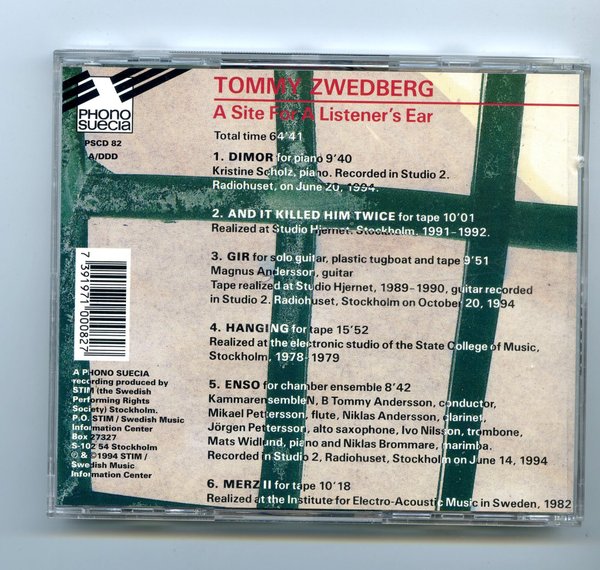 PHONO
suecia
PSCD 82
A/DDD
TOMMY ZWEDBERG
A Site For A Listener's Ear
Total time 64'41
1. DIMOR for piano 9'40
Kristine Scholz, piano. Recorded in Studio 2.
Radiohuset, on June 20, 1994.
2. AND IT KILLED HIM TWICE for tape 10'01
Realized at Studio Hjernet. Stockholm. 1991–1992.
3. GIR for solo guitar, plastic tugboat and tape 9'51
Magnus Andersson, guitar
Tape realized at Studio Hjernet, 1989–1990, guitar recorded
in Studio 2. Radiohuset, Stockholm on October 20, 1994
4. HANGING for tape 15'52
Realized at the electronic studio of the State College of Music,
Stockholm, 1978–1979
5. ENSO for chamber ensemble 8'42
KammarensembleN, B Tommy Andersson, conductor,
Mikael Pettersson, flute, Niklas Andersson, clarinet,
Jörgen Pettersson, alto saxophone, Ivo Nilsson, trombone,
Mats Widlund, piano and Niklas Brommare, marimba.
Recorded in Studio 2, Radiohuset, Stockholm on June 14, 1994
6. MERZ II for tape 10'18
Realized at the Institute for Electro-Acoustic Music in Sweden, 1982
7 391971 000827
A PHONO SUECIA
recording produced by
STIM (the Swedish
Performing Rights
Society) Stockholm.
P.O. STIM / Swedish Music
Information Center
Box 27327
S-102 54 Stockholm
℗ & ©1994 STIM /
Swedish Music
Information Center